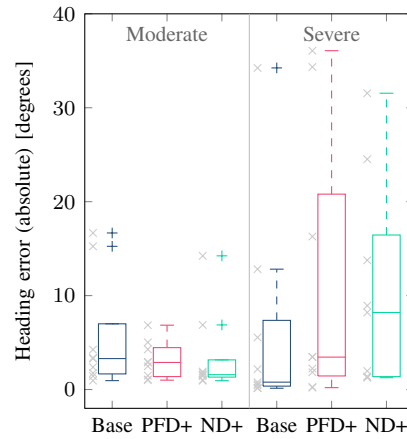 Moderate Severe
Heading error (absolute) [degrees]
40
30
20
10
0
Base PFD+ ND+ Base PFD+ ND+